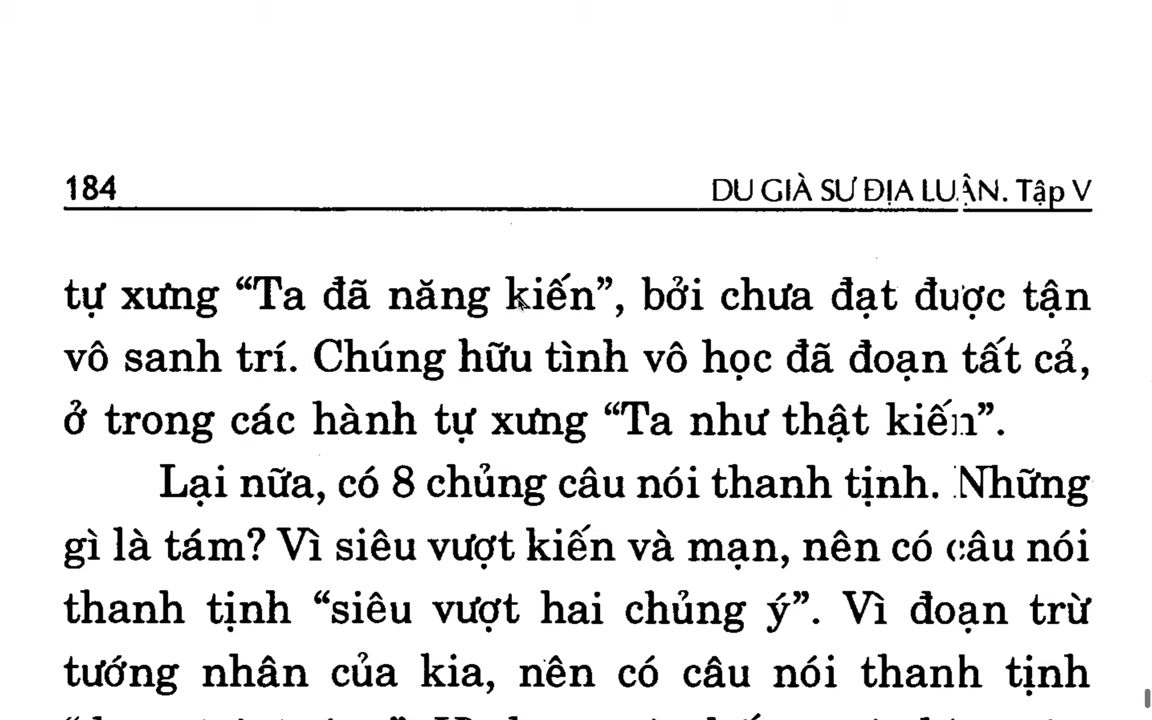 184
DU GIÀ SƯ ĐỊA LUẬN. Tập V
tự xưng “Ta đã năng kiến”, bởi chưa đạt được tận
vô sanh trí. Chúng hữu tình vô học đã đoạn tất cả,
ở trong các hành tự xưng “Ta như thật kiến”.
Lại nữa, có 8 chủng câu nói thanh tịnh. Những
gì là tám? Vì siêu vượt kiến và mạn, nên có câu nói
thanh tịnh “siêu vượt hai chủng ý”. Vì đoạn trừ
tướng nhân của kia, nên có câu nói thanh tịnh